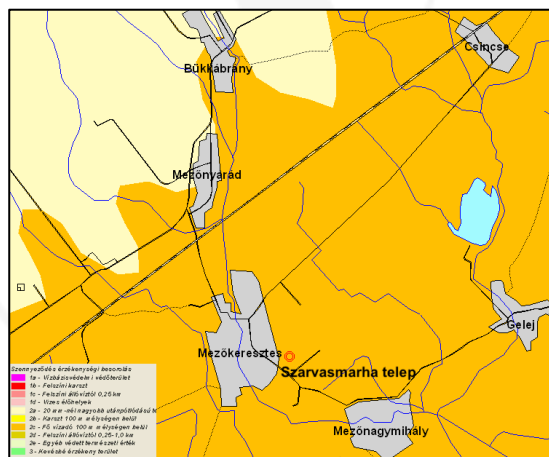 Csincse
Bükkábrány
Mezőnyárád
Gelej
Mezőkeresztes
Szarvasmarha telep
Mezőnagymihály
Szennyeződés érzékenységi besorolás
1a - Vízbázisvédelmi védőterület
1b - Felszíni karszt
1c - Felszíni állóvíztől 0,25 km
1d - Vizes élőhelyek
2a - 20 mm -nél nagyobb utánpótlódású t
2b - Karszt 100 m mélységen belül
2c - Fő vízadó 100 m mélységen belül
2d - Felszíni állóvíztől 0,25-1,0 km
2e - Egyéb védett természeti érték
3 - Kevésbé érzékeny terület